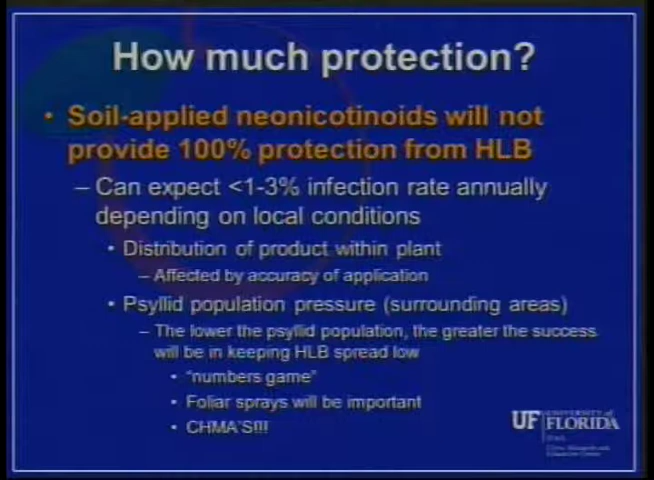 How much protection?
• Soil-applied neonicotinoids will not
provide 100% protection from HLB
– Can expect <1-3% infection rate annually
depending on local conditions
• Distribution of product within plant
– Affected by accuracy of application
• Psyllid population pressure (surrounding areas)
– The lower the psyllid population, the greater the success
will be in keeping HLB spread low
• "numbers game"
• Foliar sprays will be important
• CHMA'S!!!
UF UNIVERSITY of
FLORIDA